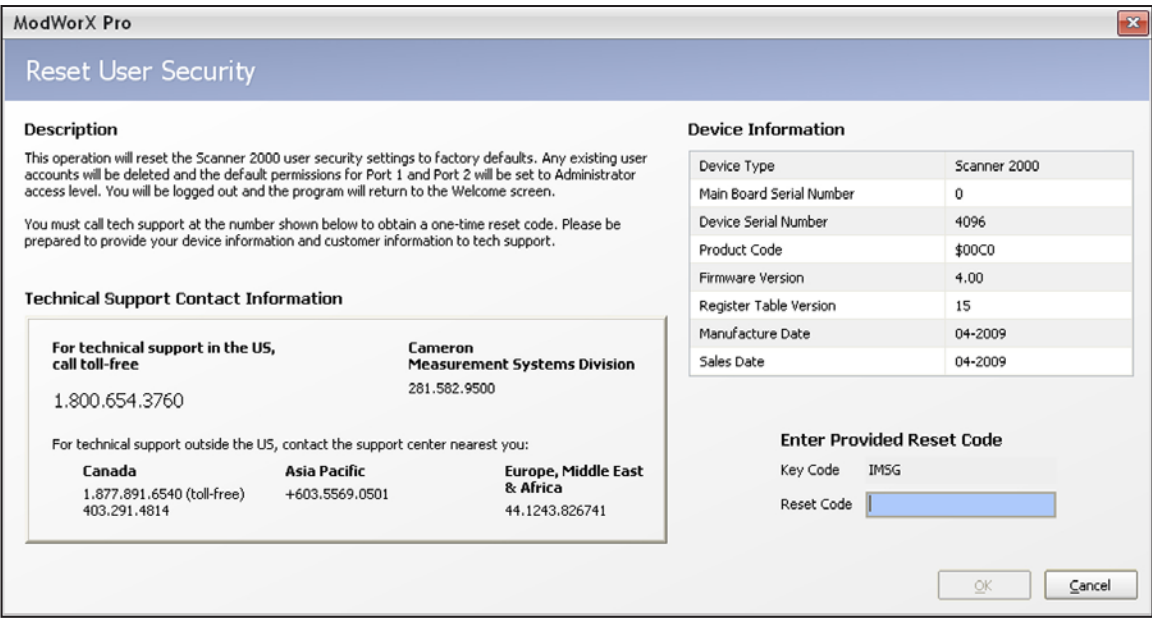 ModWorX Pro
Reset User Security
Description
This operation will reset the Scanner 2000 user security settings to factory defaults. Any existing user
accounts will be deleted and the default permissions for Port 1 and Port 2 will be set to Administrator
access level. You will be logged out and the program will return to the Welcome screen.
You must call tech support at the number shown below to obtain a one-time reset code. Please be
prepared to provide your device information and customer information to tech support.
Technical Support Contact Information
For technical support in the US,
call toll-free
1.800.654.3760
Cameron
Measurement Systems Division
281.582.9500
For technical support outside the US, contact the support center nearest you:
Canada
1.877.891.6540 (toll-free)
403.291.4814
Asia Pacific
+603.5569.0501
Europe, Middle East
& Africa
44.1243.826741
Device Information
Device Type Scanner 2000
Main Board Serial Number 0
Device Serial Number 4096
Product Code $00C0
Firmware Version 4.00
Register Table Version 15
Manufacture Date 04-2009
Sales Date 04-2009
Enter Provided Reset Code
Key Code IMSG
Reset Code
OK Cancel